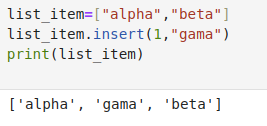 list_item=["alpha","beta"]
list_item.insert(1,"gama")
print(list_item)
['alpha', 'gama', 'beta']